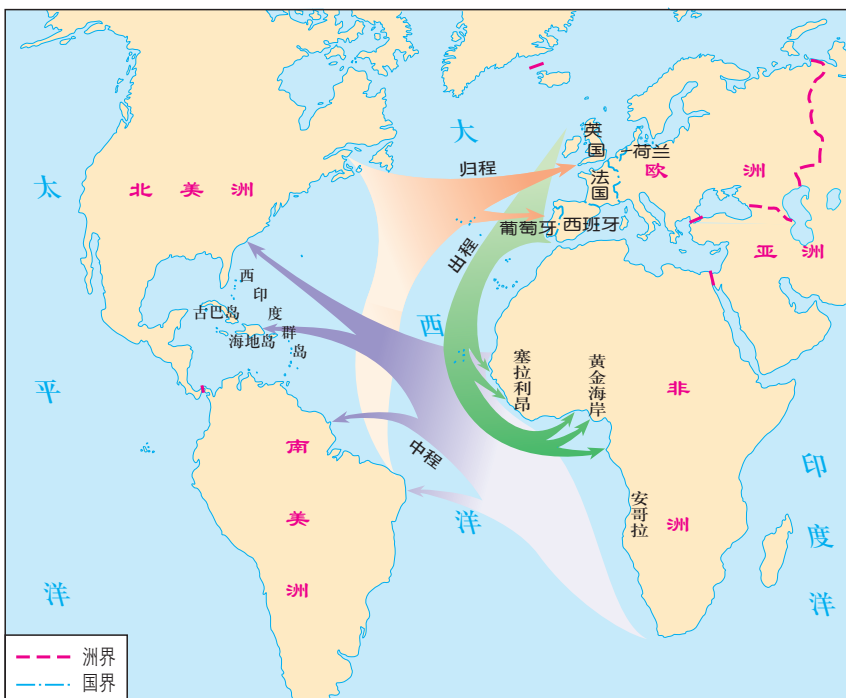 太
平
洋
大
西
洋
印
度
洋
北美洲
南
美
洲
欧洲
亚洲
非
洲
英
国
荷兰
法
国
葡萄牙
西班牙
归程
出程
中程
西
印
度
群
岛
古巴岛
海地岛
塞拉利昂
黄金海岸
安哥拉
洲界
国界